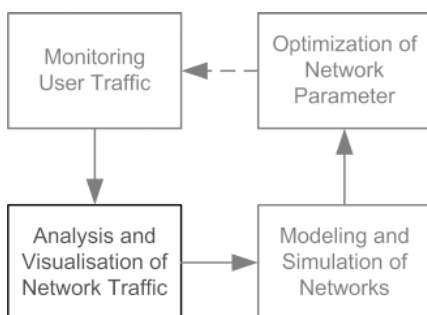 Monitoring
User Traffic
Optimization of
Network
Parameter
Analysis and
Visualisation of
Network Traffic
Modeling and
Simulation of
Networks